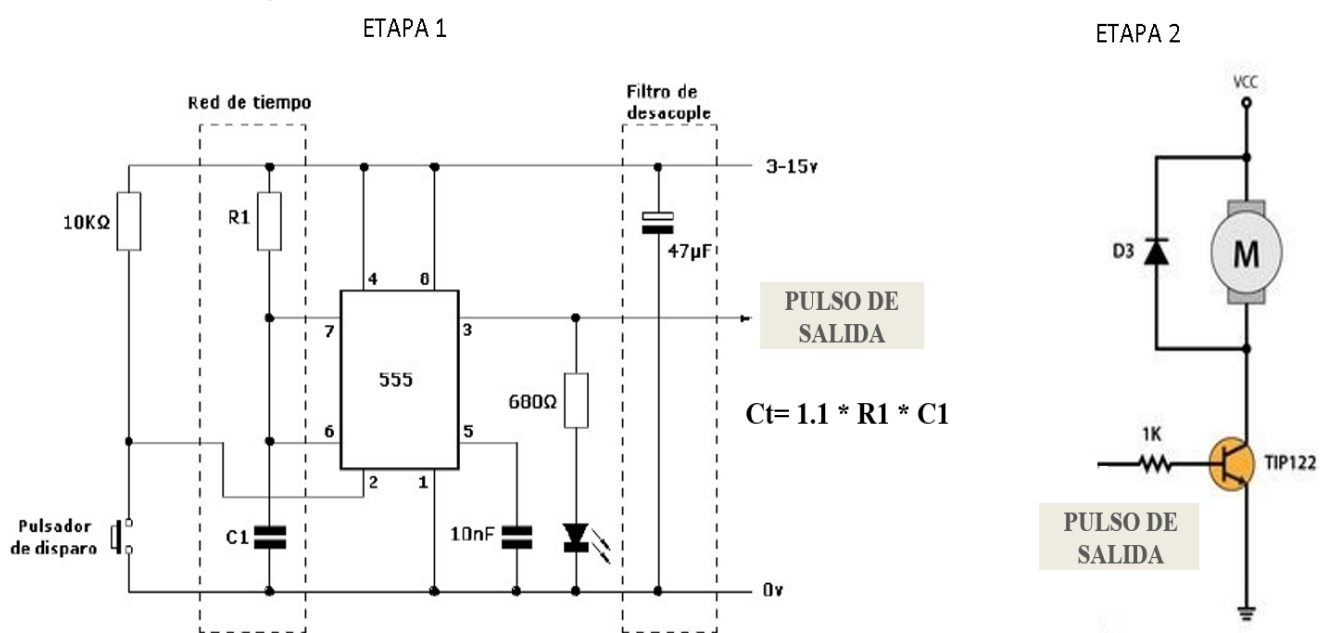 ETAPA 1
Red de tiempo
Filtro de
desacople
3-15v
10KΩ
R1
47µF
4
8
7
3
555
PULSO DE
SALIDA
680Ω
Ct= 1.1 * R1 * C1
6
5
2
1
Pulsador
de disparo
C1
10nF
0v
ETAPA 2
VCC
D3
M
1K
TIP122
PULSO DE
SALIDA